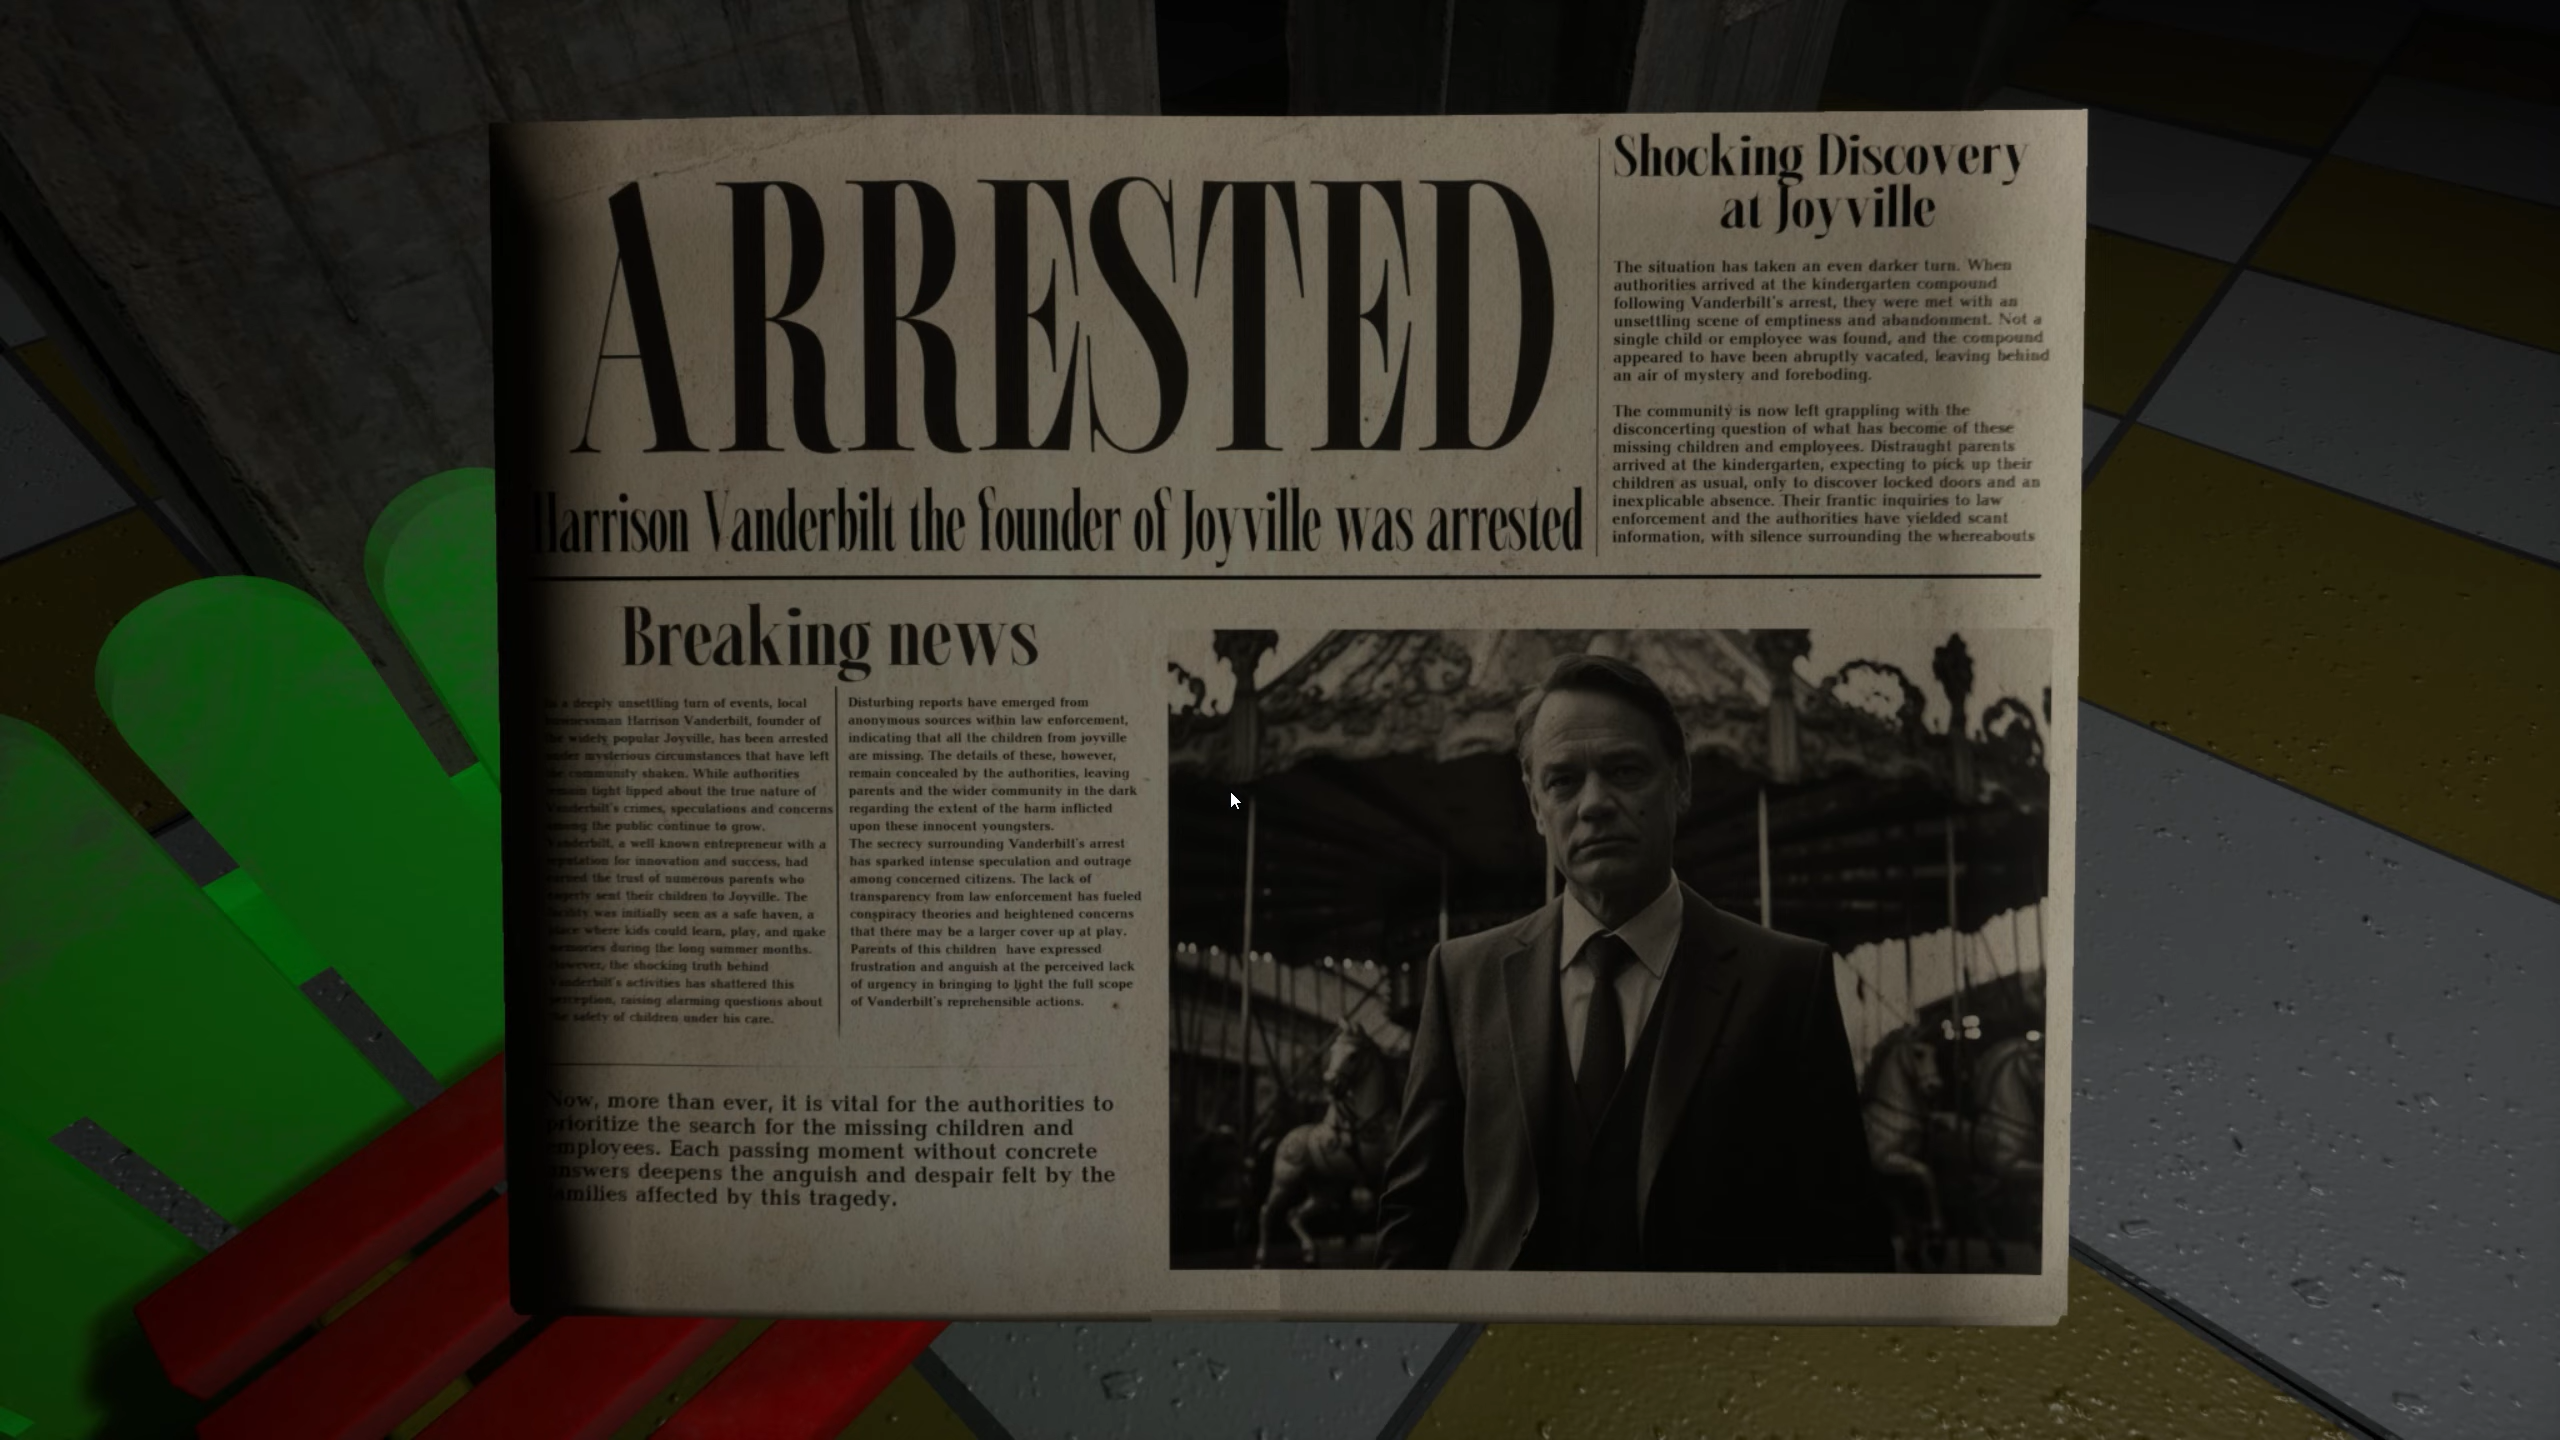 ARRESTED
Harrison Vanderbilt the founder of Joyville was arrested
Shocking Discovery
at Joyville
The situation has taken an even darker turn. When
authorities arrived at the kindergarten compound
following Vanderbilt's arrest, they were met with an
unsettling scene of emptiness and abandonment. Not a
single child or employee was found, and the compound
appeared to have been abruptly vacated, leaving behind
an air of mystery and foreboding.
The community is now left grappling with the
disconcerting question of what has become of these
missing children and employees. Distraught parents
arrived at the kindergarten, expecting to pick up their
children as usual, only to discover locked doors and an
inexplicable absence. Their frantic inquiries to law
enforcement and the authorities have yielded scant
information, with silence surrounding the whereabouts
Breaking news
In a deeply unsettling turn of events, local
businessman Harrison Vanderbilt, founder of
the widely popular Joyville, has been arrested
under mysterious circumstances that have left
the community shaken. While authorities
remain tight lipped about the true nature of
Vanderbilt's crimes, speculations and concerns
among the public continue to grow.
Vanderbilt, a well known entrepreneur with a
reputation for innovation and success, had
earned the trust of numerous parents who
eagerly sent their children to Joyville. The
facility was initially seen as a safe haven, a
place where kids could learn, play, and make
memories during the long summer months.
However, the shocking truth behind
Vanderbilt's activities has shattered this
perception, raising alarming questions about
the safety of children under his care.
Disturbing reports have emerged from
anonymous sources within law enforcement,
indicating that all the children from joyville
are missing. The details of these, however,
remain concealed by the authorities, leaving
parents and the wider community in the dark
regarding the extent of the harm inflicted
upon these innocent youngsters.
The secrecy surrounding Vanderbilt's arrest
has sparked intense speculation and outrage
among concerned citizens. The lack of
transparency from law enforcement has fueled
conspiracy theories and heightened concerns
that there may be a larger cover up at play.
Parents of this children have expressed
frustration and anguish at the perceived lack
of urgency in bringing to light the full scope
of Vanderbilt's reprehensible actions.
Now, more than ever, it is vital for the authorities to
prioritize the search for the missing children and
employees. Each passing moment without concrete
answers deepens the anguish and despair felt by the
families affected by this tragedy.